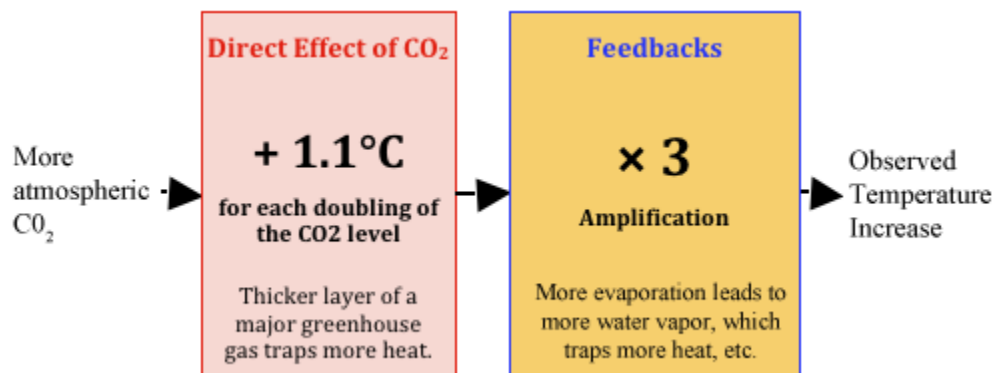 More
atmospheric
C0₂
Direct Effect of CO₂
+ 1.1°C
for each doubling of
the CO2 level
Thicker layer of a
major greenhouse
gas traps more heat.
Feedbacks
× 3
Amplification
More evaporation leads to
more water vapor, which
traps more heat, etc.
Observed
Temperature
Increase